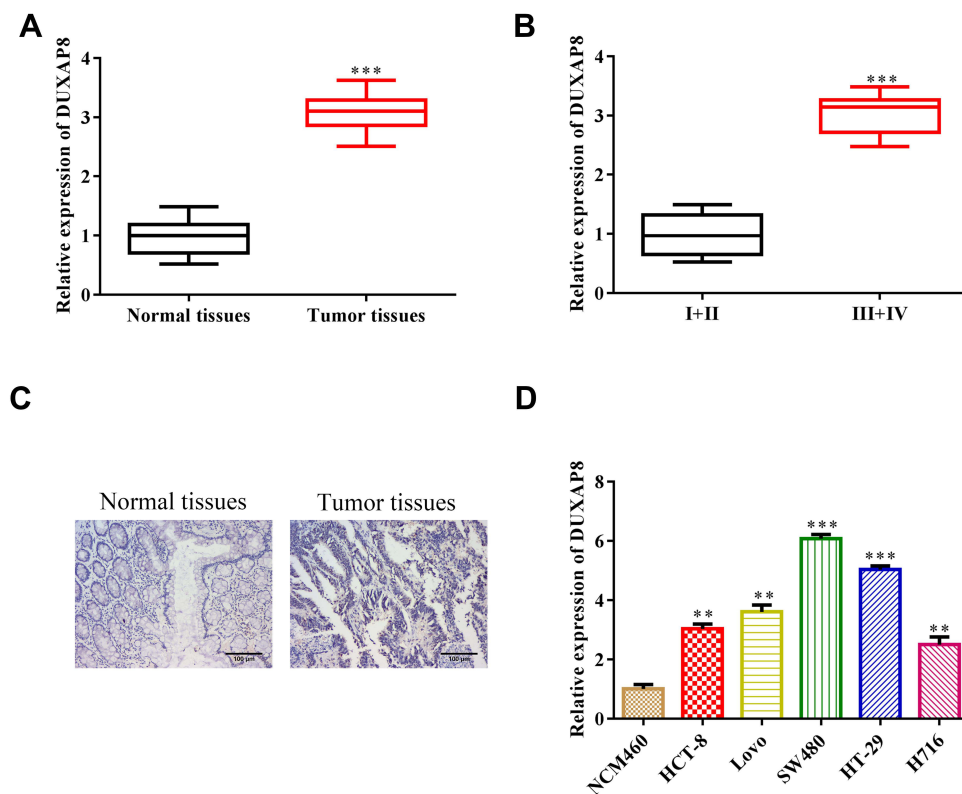 A
Relative expression of DUXAP8
4
3
2
1
0
***
Normal tissues
Tumor tissues
B
Relative expression of DUXAP8
4
3
2
1
0
***
I+II
III+IV
C
Normal tissues
Tumor tissues
100 μm
100 μm
D
Relative expression of DUXAP8
8
6
4
2
0
**
**
***
***
**
NCM460
HCT-8
Lovo
SW480
HT-29
H716